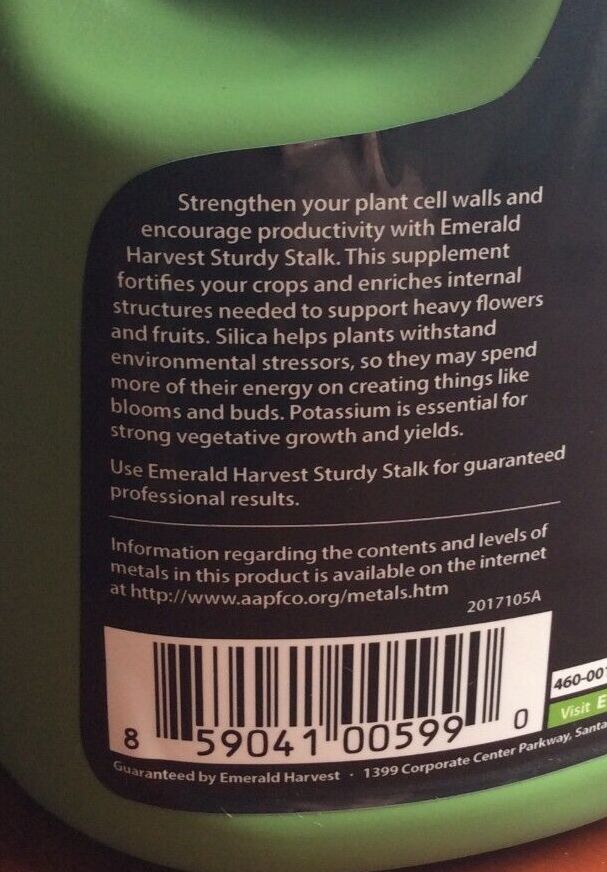 Strengthen your plant cell walls and
encourage productivity with Emerald
Harvest Sturdy Stalk. This supplement
fortifies your crops and enriches internal
structures needed to support heavy flowers
and fruits. Silica helps plants withstand
environmental stressors, so they may spend
more of their energy on creating things like
blooms and buds. Potassium is essential for
strong vegetative growth and yields.
Use Emerald Harvest Sturdy Stalk for guaranteed
professional results.
Information regarding the contents and levels of
metals in this product is available on the internet
at http://www.aapfco.org/metals.htm
2017105A
460-001
Visit E
8 59041 00599 0
Guaranteed by Emerald Harvest · 1399 Corporate Center Parkway, Santa